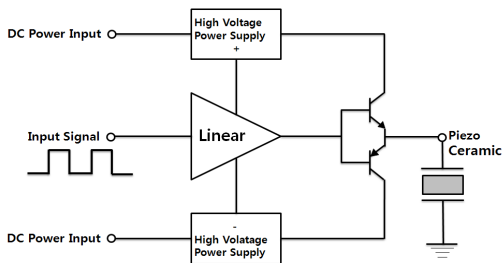 High Voltage
Power Supply
+
DC Power Input
Input Signal
Linear
Piezo
Ceramic
DC Power Input
-
High Volatage
Power Supply